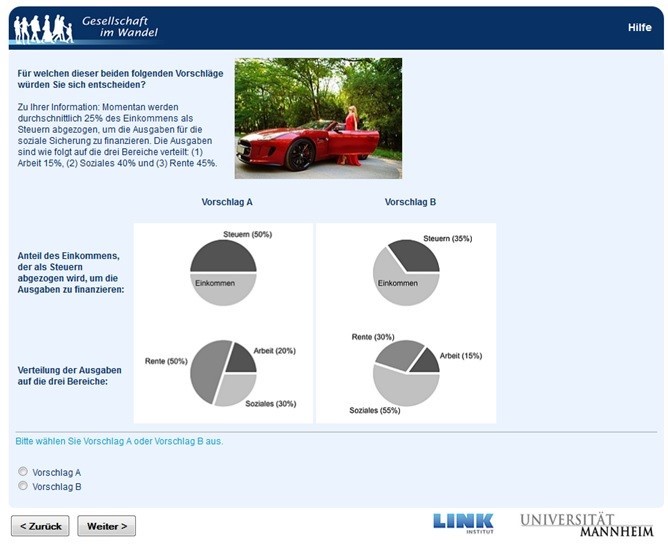 Gesellschaft
im Wandel
Hilfe
Für welchen dieser beiden folgenden Vorschläge
würden Sie sich entscheiden?
Zu Ihrer Information: Momentan werden
durchschnittlich 25% des Einkommens als
Steuern abgezogen, um die Ausgaben für die
soziale Sicherung zu finanzieren. Die Ausgaben
sind wie folgt auf die drei Bereiche verteilt: (1)
Arbeit 15%, (2) Soziales 40% und (3) Rente 45%.
Vorschlag A
Vorschlag B
Anteil des Einkommens,
der als Steuern
abgezogen wird, um die
Ausgaben zu finanzieren:
Steuern (50%)
Einkommen
Steuern (35%)
Einkommen
Verteilung der Ausgaben
auf die drei Bereiche:
Rente (50%)
Arbeit (20%)
Soziales (30%)
Rente (30%)
Arbeit (15%)
Soziales (55%)
Bitte wählen Sie Vorschlag A oder Vorschlag B aus.
Vorschlag A
Vorschlag B
< Zurück
Weiter >
LINK
INSTITUT
UNIVERSITÄT
MANNHEIM